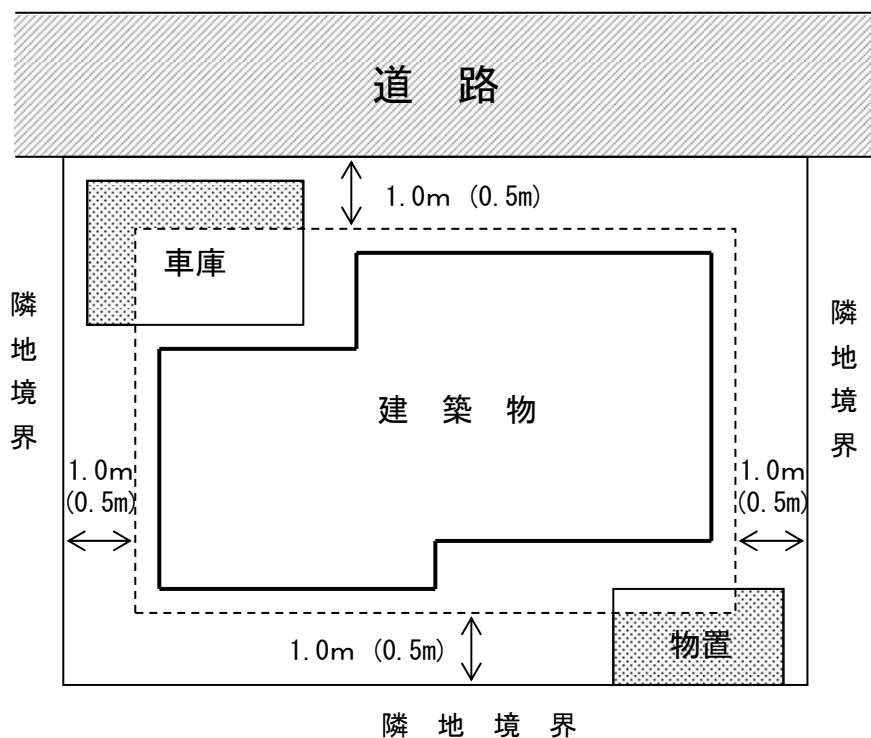 道　路
1.0m (0.5m)
車庫
隣地境界
隣地境界
建　築　物
1.0m
(0.5m)
1.0m
(0.5m)
1.0m (0.5m)
物置
隣　地　境　界